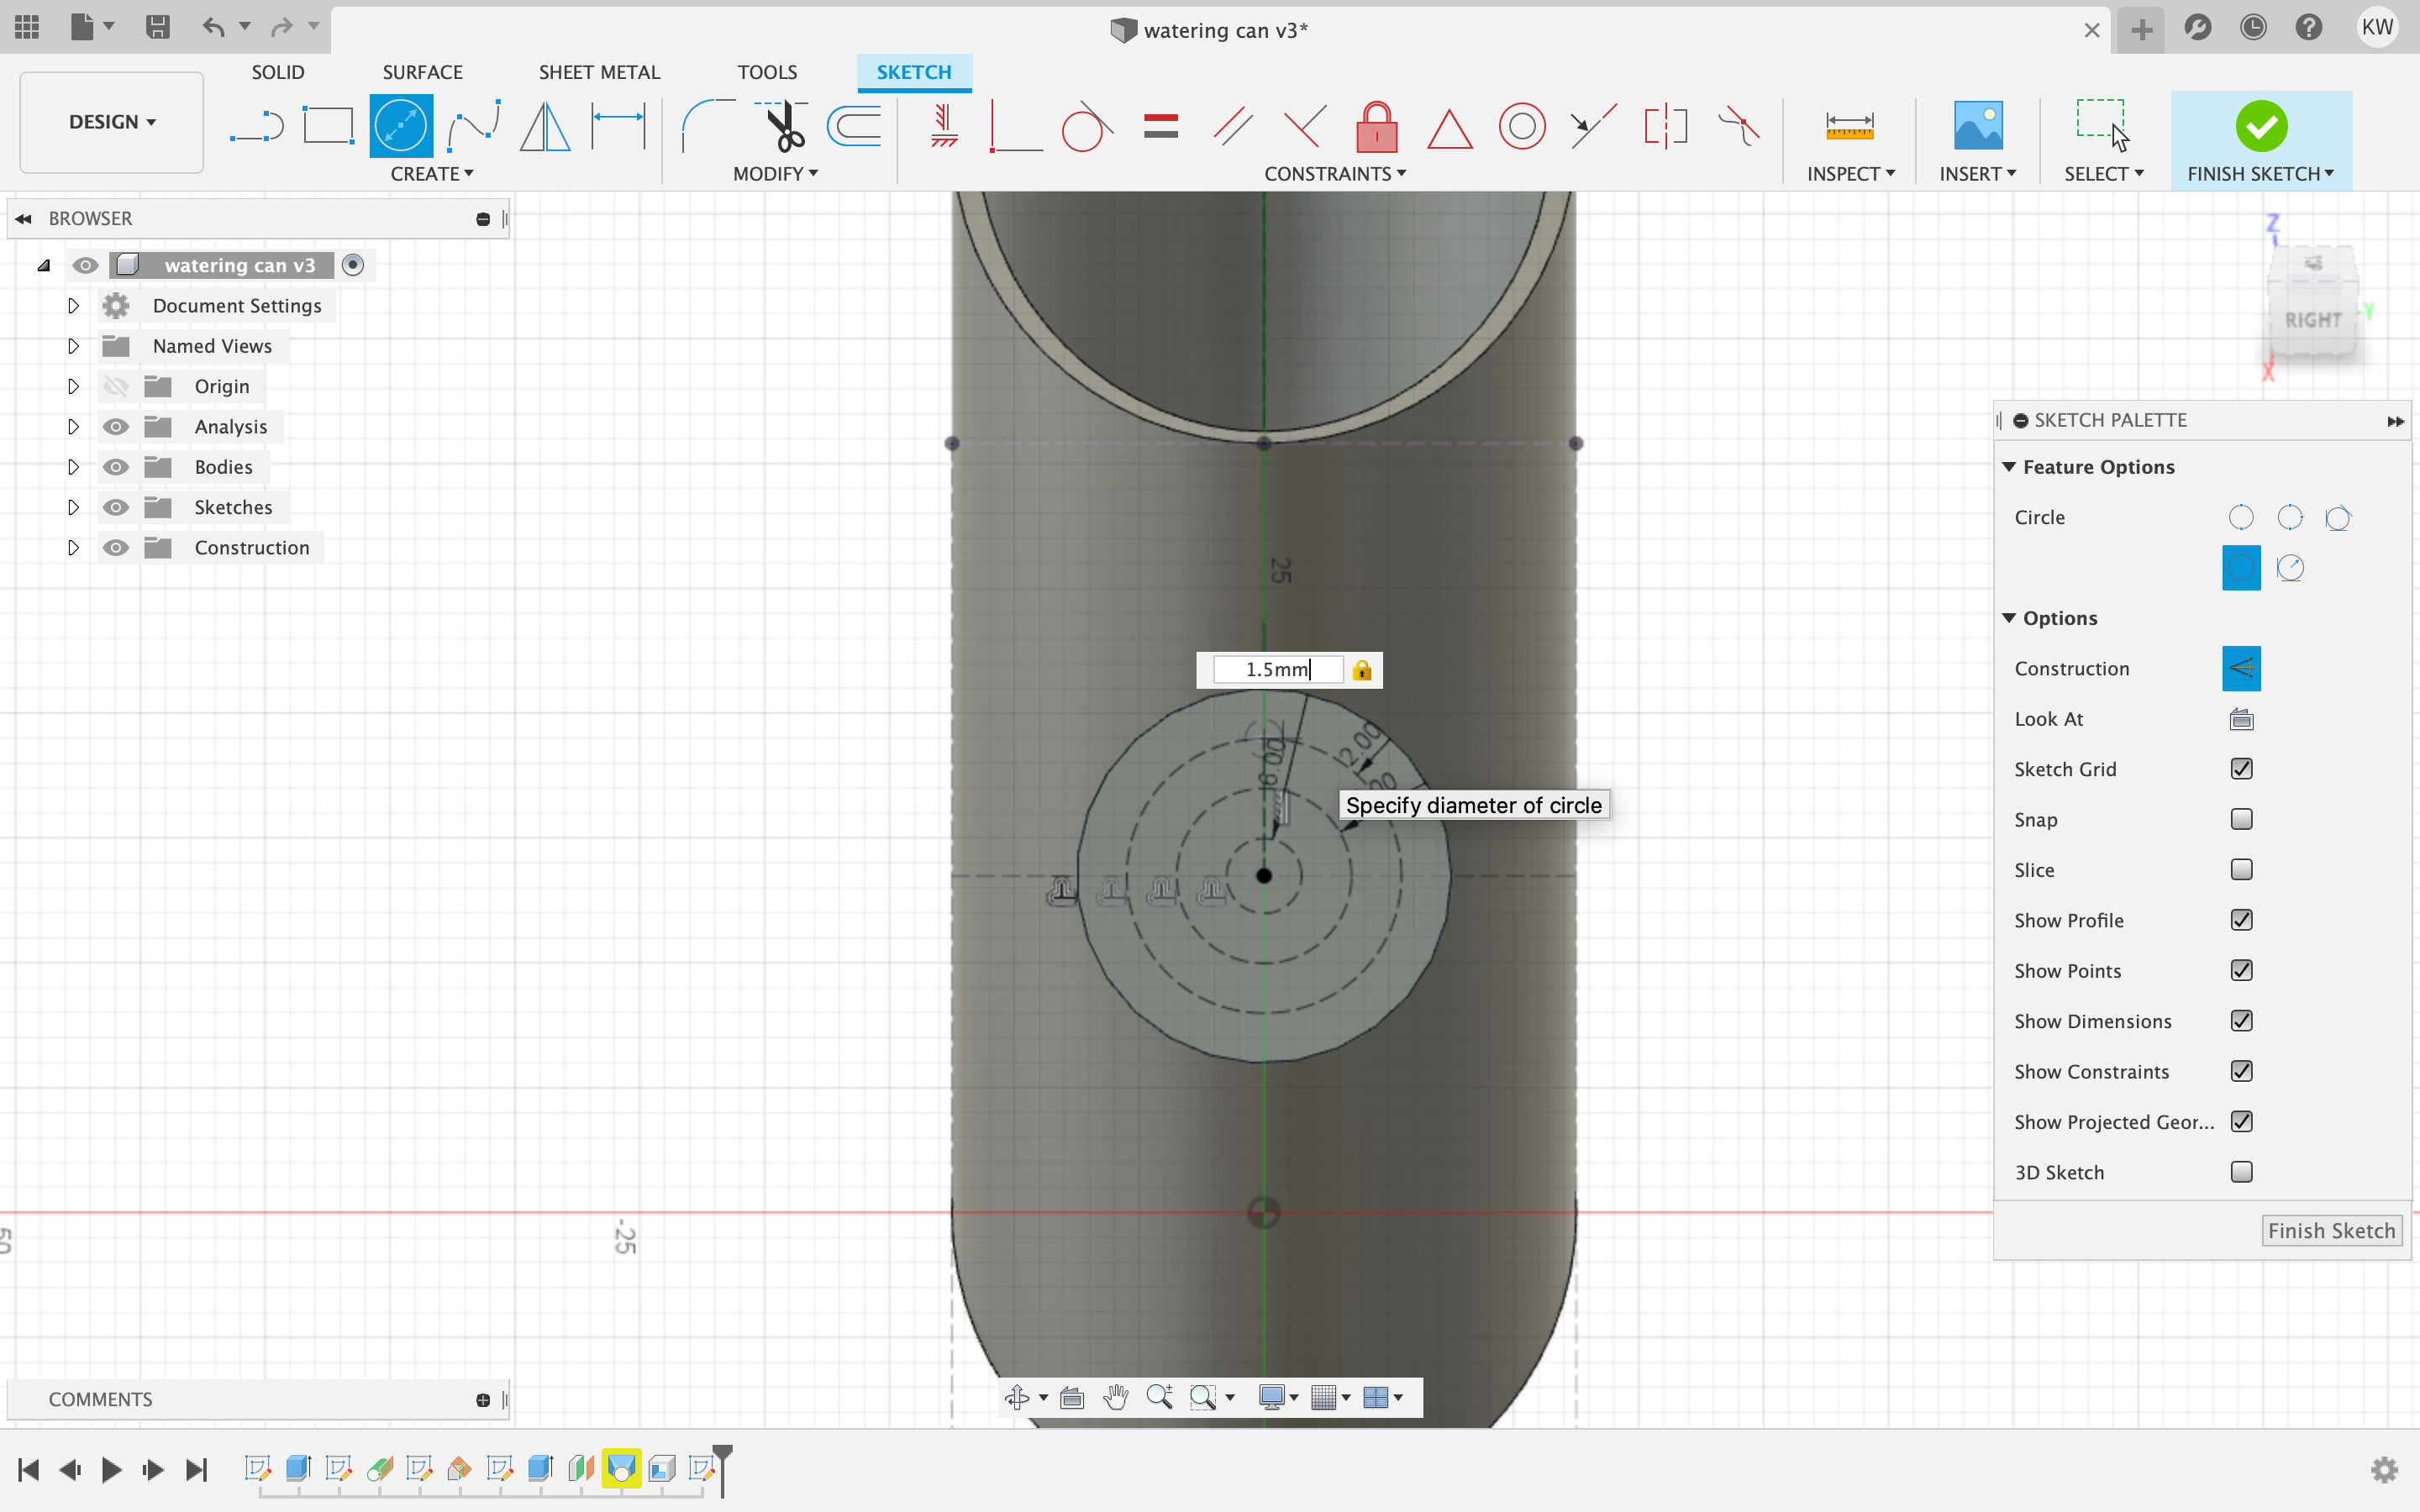 watering can v3*
KW
SOLID
SURFACE
SHEET METAL
TOOLS
SKETCH
DESIGN
CREATE
MODIFY
CONSTRAINTS
INSPECT
INSERT
SELECT
FINISH SKETCH
BROWSER
watering can v3
Document Settings
Named Views
Origin
Analysis
Bodies
Sketches
Construction
Z
RIGHT
Y
X
SKETCH PALETTE
Feature Options
Circle
Options
Construction
Look At
Sketch Grid
Snap
Slice
Show Profile
Show Points
Show Dimensions
Show Constraints
Show Projected Geor...
3D Sketch
Finish Sketch
25
1.5mm
2.00
Specify diameter of circle
-25
50
COMMENTS